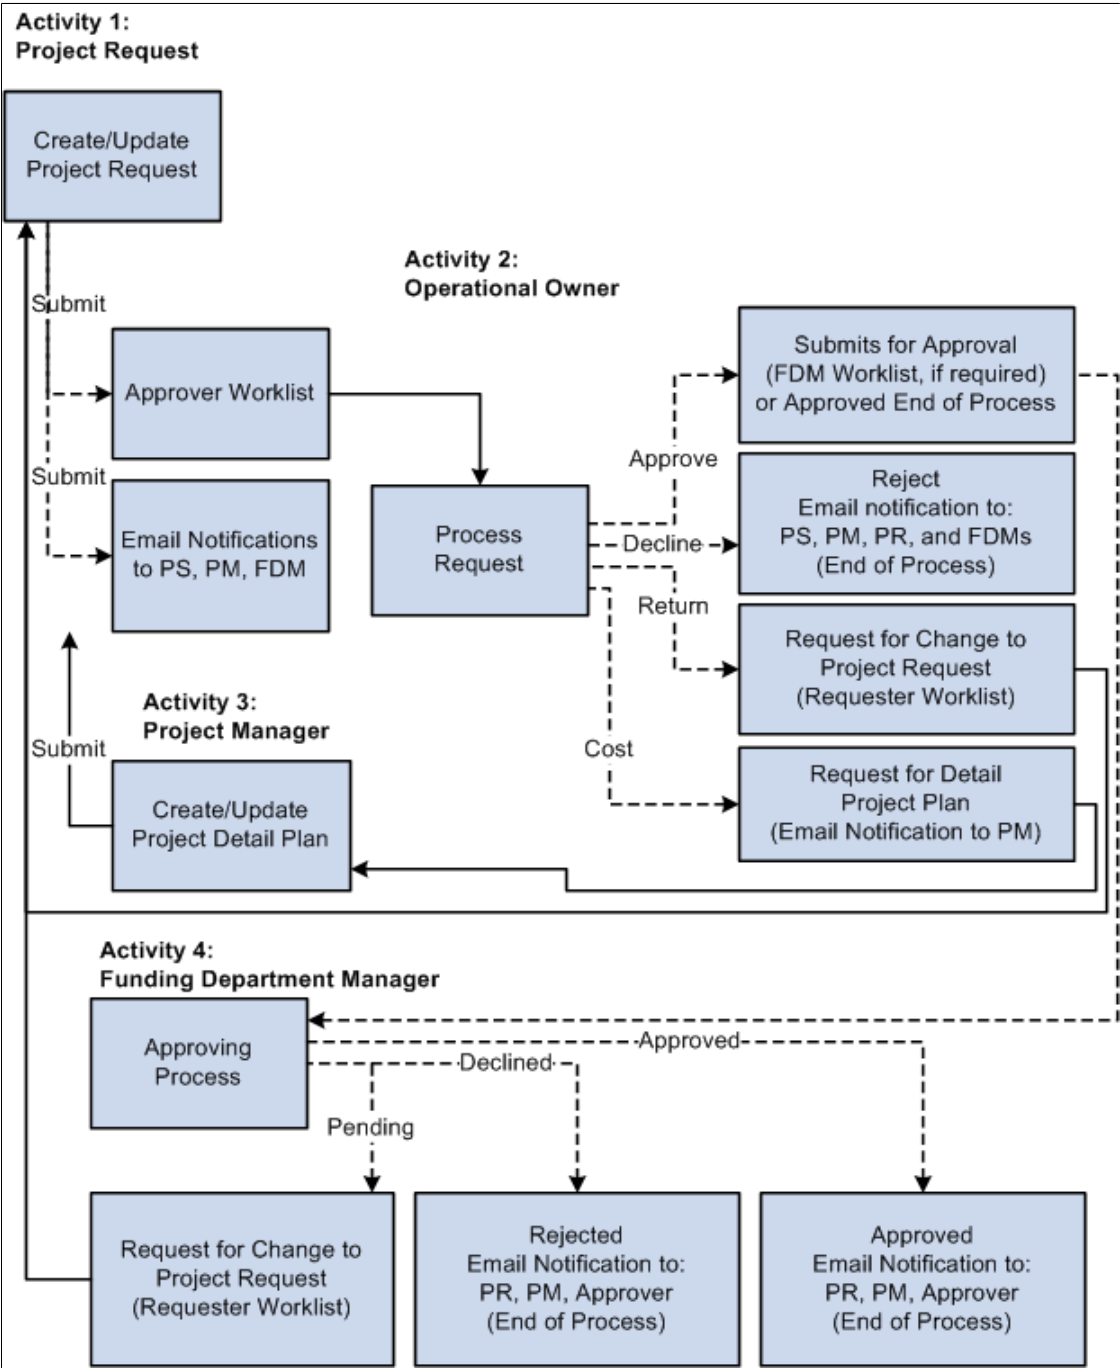 Activity 1:
Project Request
Create/Update
Project Request
Submit
Activity 2:
Operational Owner
Approver Worklist
Submit
Email Notifications
to PS, PM, FDM
Process
Request
Approve
Decline
Return
Cost
Submits for Approval
(FDM Worklist, if required)
or Approved End of Process
Reject
Email notification to:
PS, PM, PR, and FDMs
(End of Process)
Request for Change to
Project Request
(Requester Worklist)
Request for Detail
Project Plan
(Email Notification to PM)
Activity 3:
Project Manager
Submit
Create/Update
Project Detail Plan
Activity 4:
Funding Department Manager
Approving
Process
Approved
Declined
Pending
Request for Change to
Project Request
(Requester Worklist)
Rejected
Email Notification to:
PR, PM, Approver
(End of Process)
Approved
Email Notification to:
PR, PM, Approver
(End of Process)